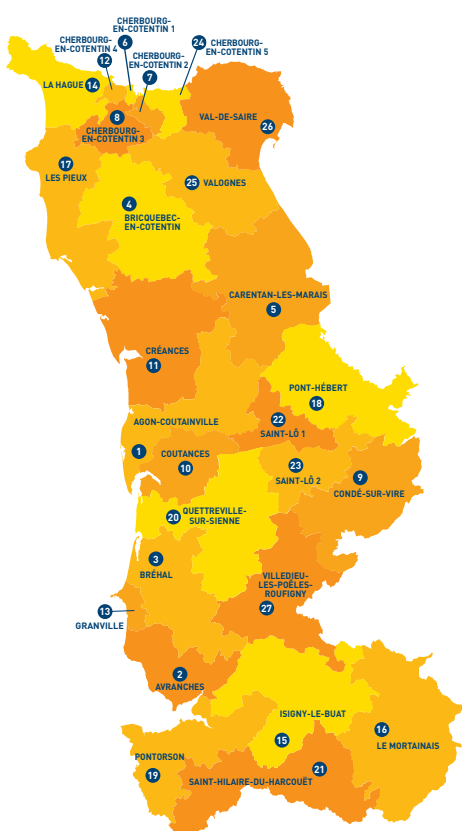 CHERBOURG-
EN-COTENTIN 1
6
24
CHERBOURG-
EN-COTENTIN 5
CHERBOURG-
EN-COTENTIN 4
12
CHERBOURG-
EN-COTENTIN 2
7
LA HAGUE 14
8
CHERBOURG-
EN-COTENTIN 3
VAL-DE-SAIRE
26
17
LES PIEUX
25 VALOGNES
4
BRICQUEBEC-
EN-COTENTIN
CARENTAN-LES-MARAIS
5
CRÉANCES
11
PONT-HÉBERT
18
22
SAINT-LÔ 1
AGON-COUTAINVILLE
1
COUTANCES
10
23
SAINT-LÔ 2
9
CONDÉ-SUR-VIRE
20 QUETTREVILLE-
SUR-SIENNE
3
BRÉHAL
VILLEDIEU-
LES-POÊLES-
ROUFIGNY
27
13
GRANVILLE
2
AVRANCHES
ISIGNY-LE-BUAT
15
16
LE MORTAINAIS
PONTORSON
19
21
SAINT-HILAIRE-DU-HARCOUËT